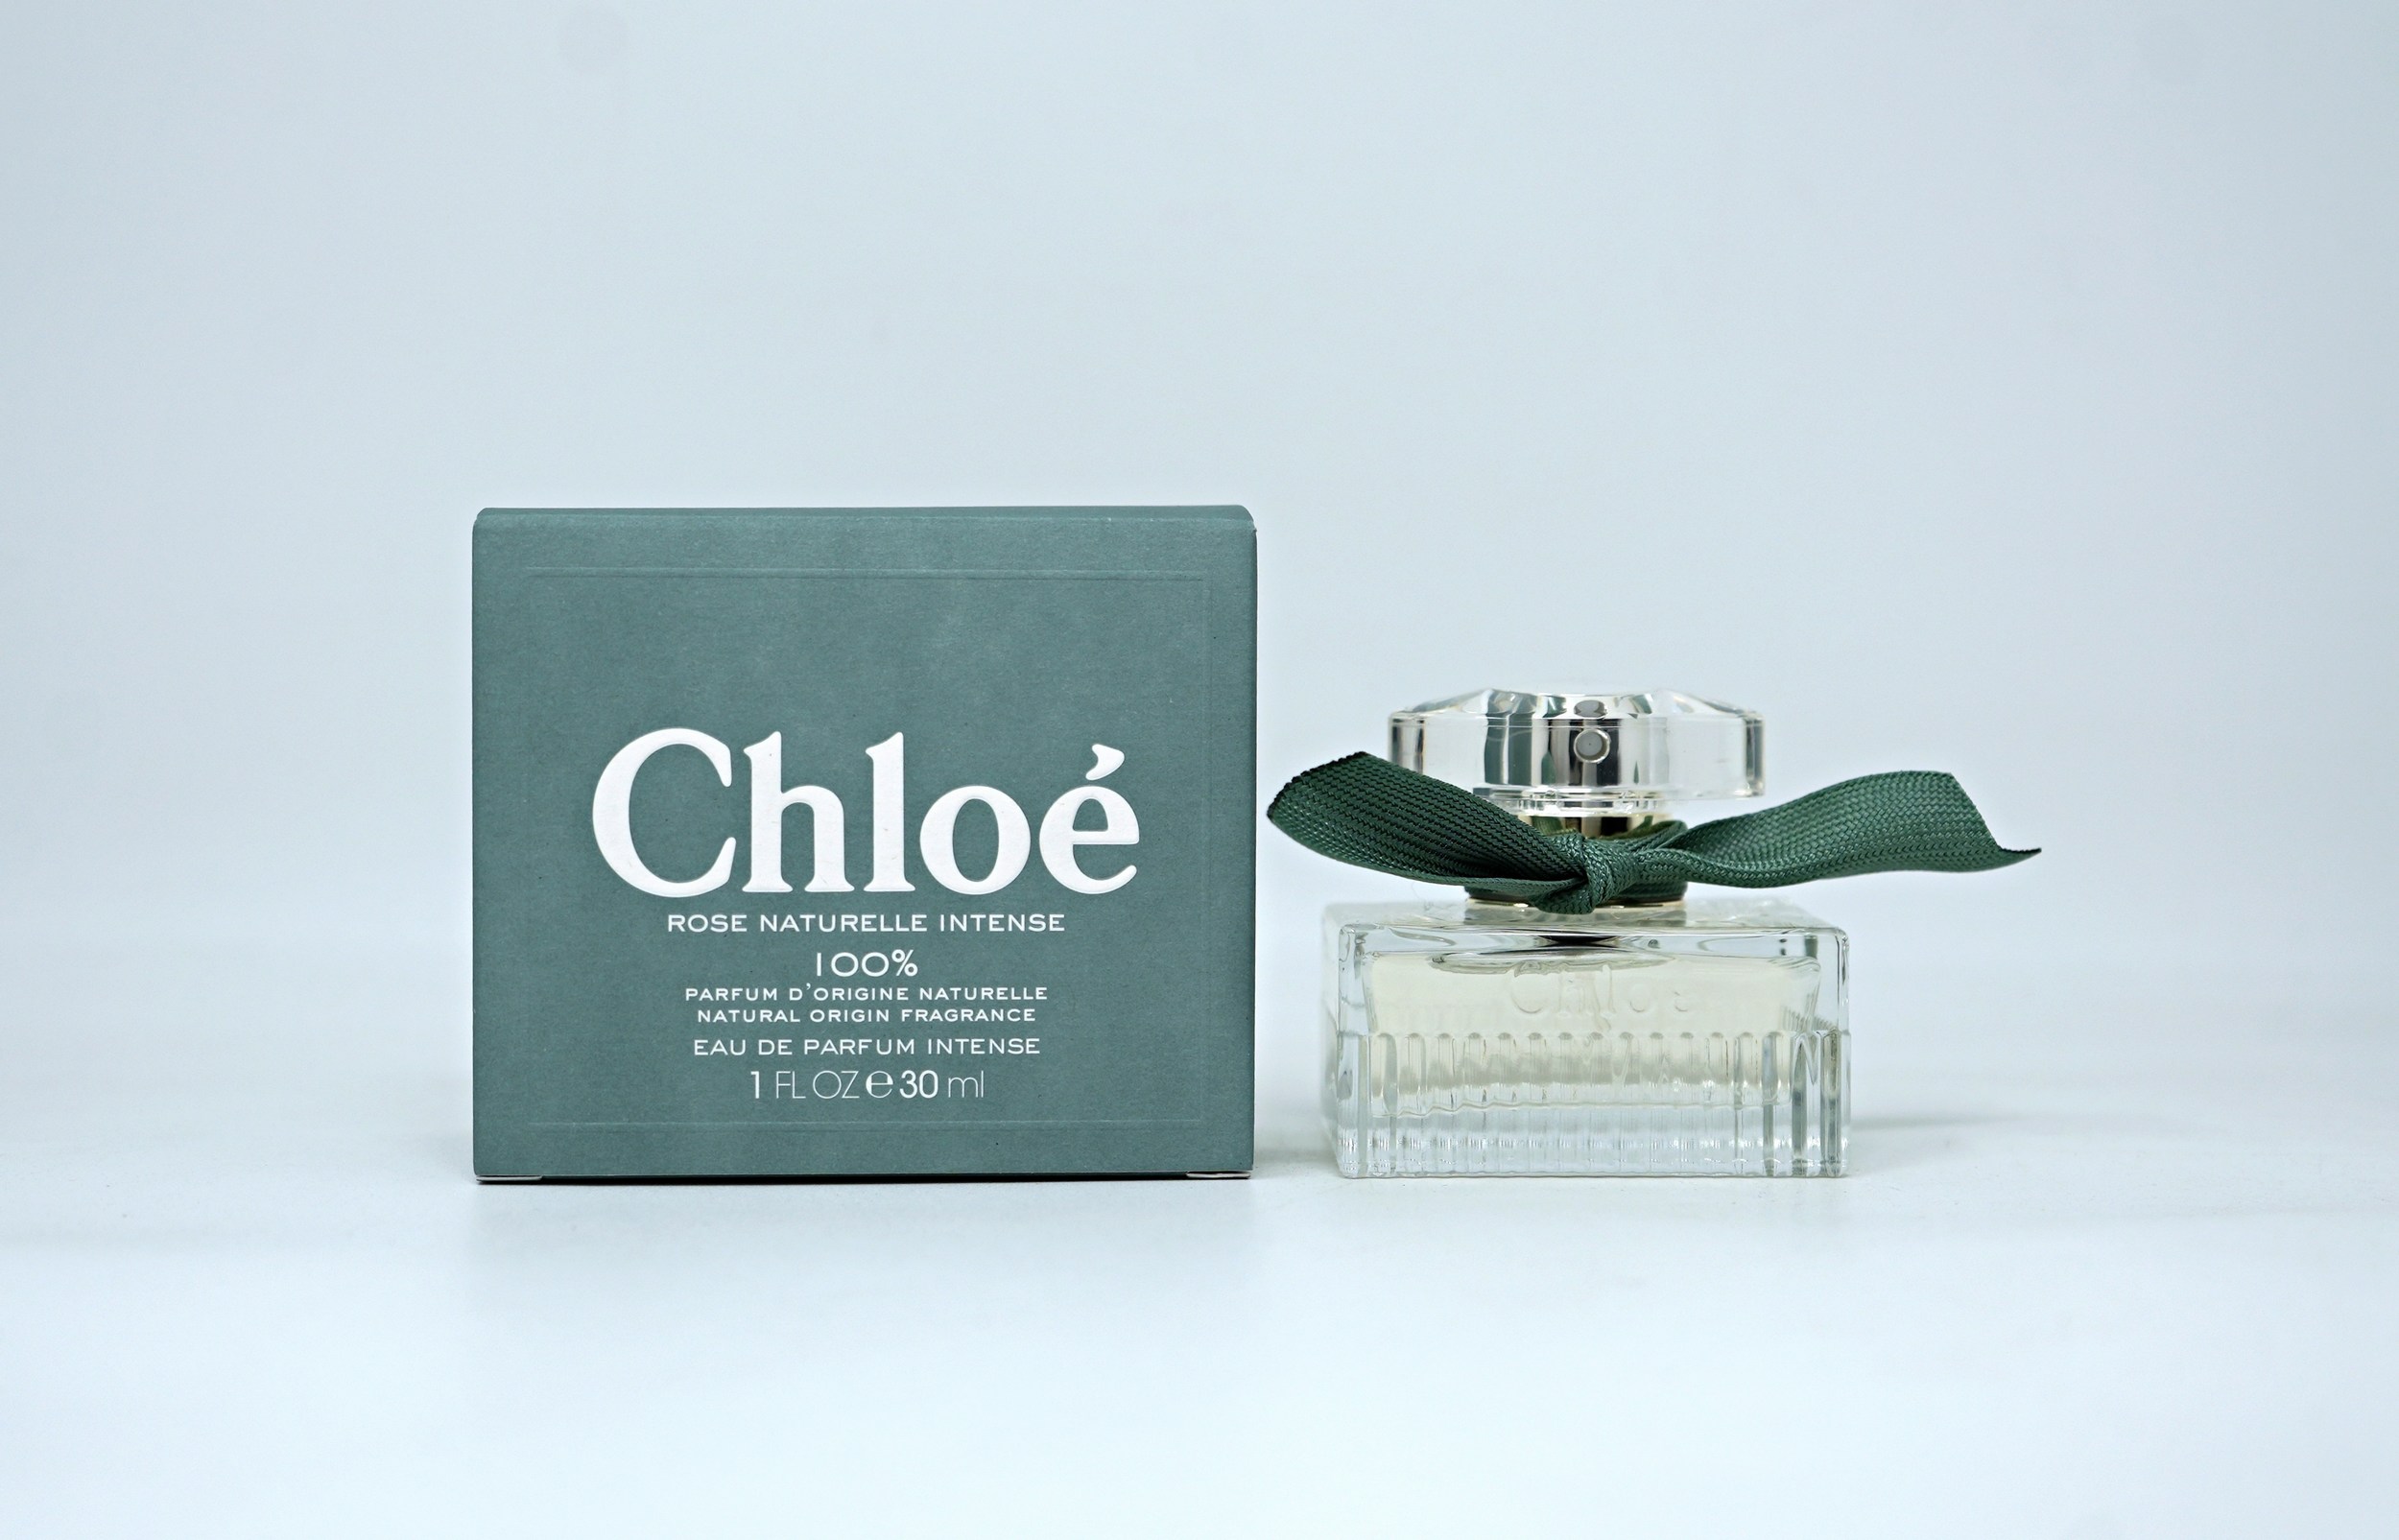 Chloé
ROSE NATURELLE INTENSE
100%
PARFUM D'ORIGINE NATURELLE
NATURAL ORIGIN FRAGRANCE
EAU DE PARFUM INTENSE
1 FL OZ ℮ 30 ml
Chloé